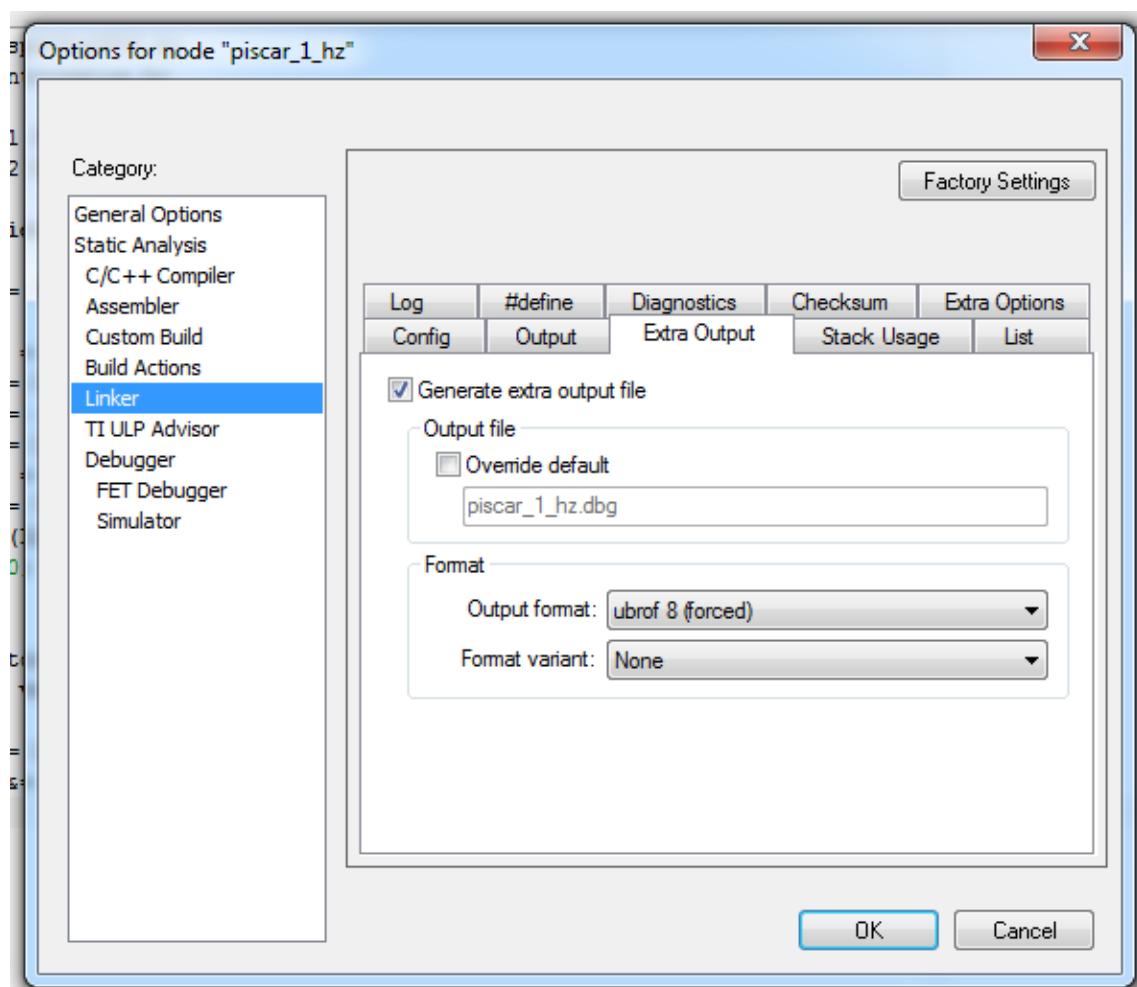 Options for node "piscar_1_hz"
Category:
Factory Settings
General Options
Static Analysis
C/C++ Compiler
Assembler
Custom Build
Build Actions
Linker
TI ULP Advisor
Debugger
FET Debugger
Simulator
Log #define Diagnostics Checksum Extra Options
Config Output Extra Output Stack Usage List
Generate extra output file
Output file
Override default
piscar_1_hz.dbg
Format
Output format: ubrof 8 (forced)
Format variant: None
OK Cancel